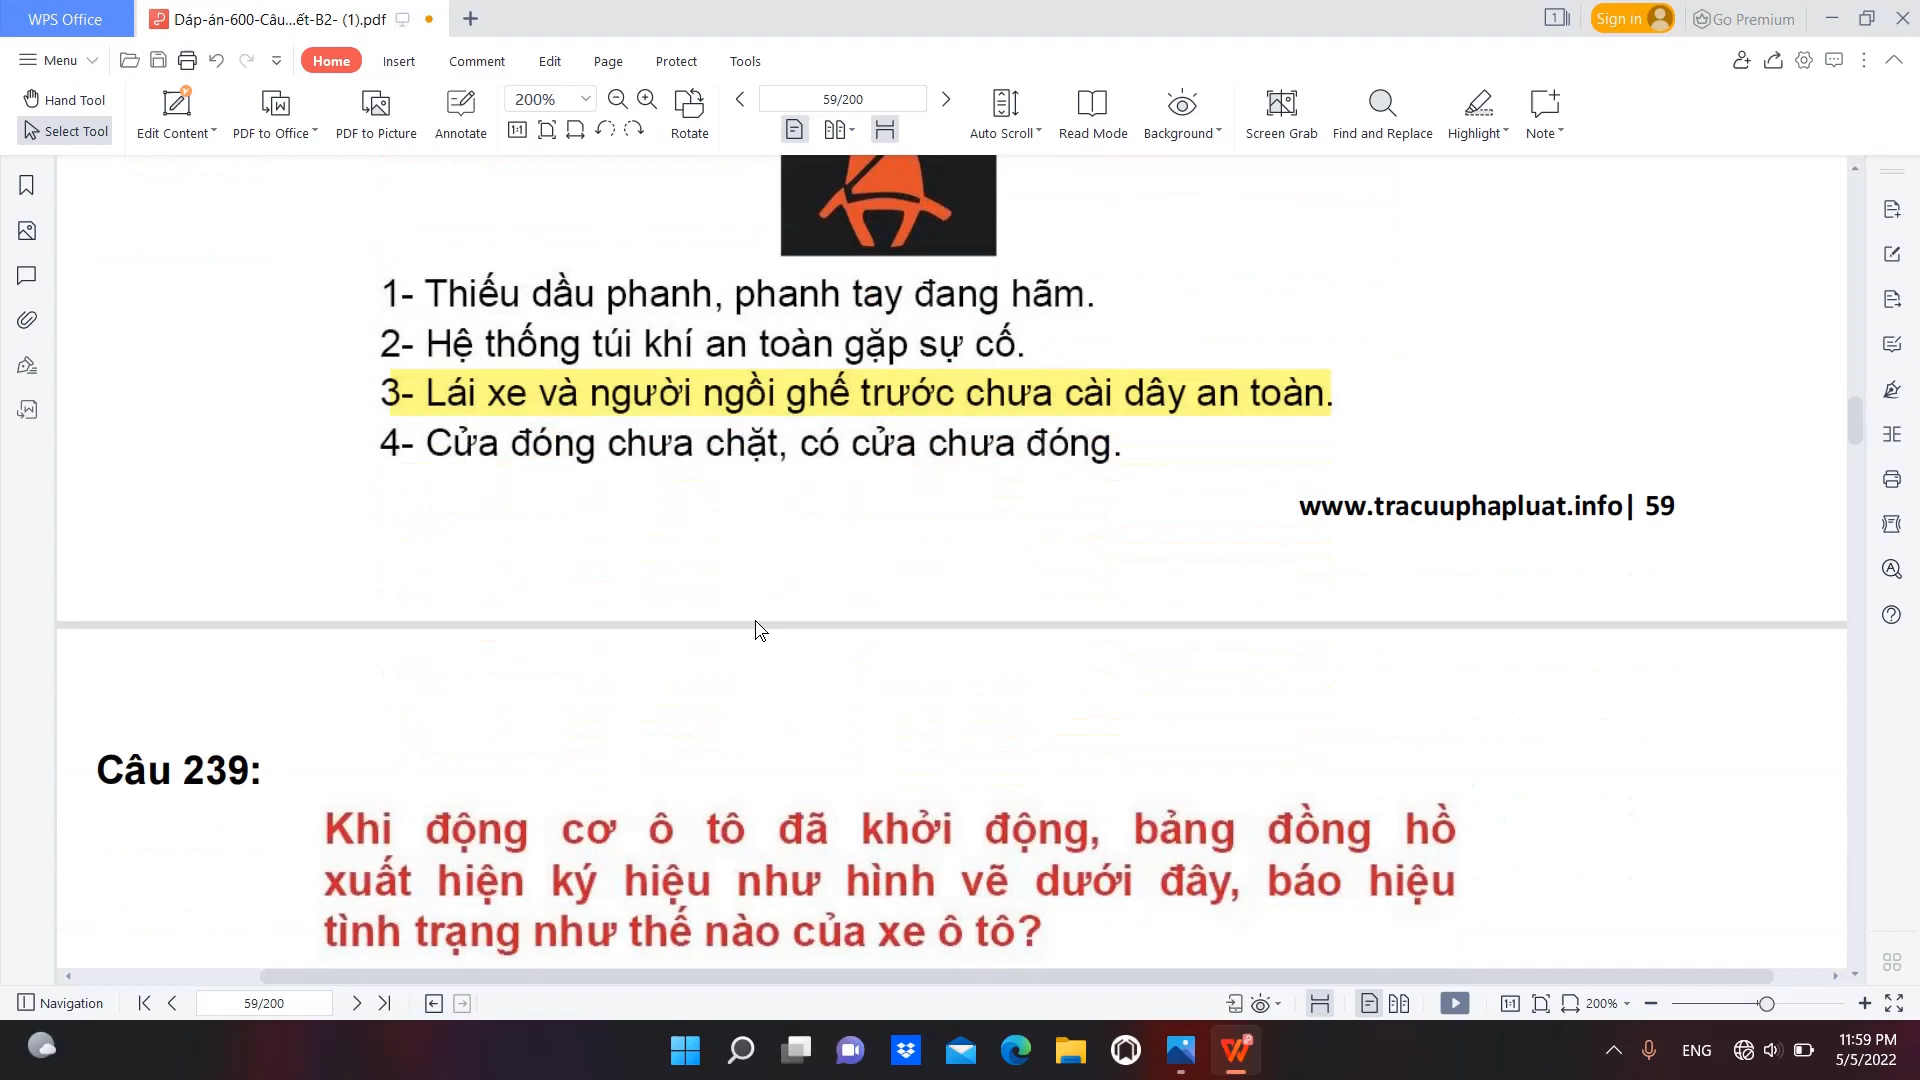 WPS Office
Dáp-án-600-Câu...ết-B2- (1).pdf
1
Sign in
Go Premium
Menu
Home
Insert
Comment
Edit
Page
Protect
Tools
Hand Tool
Select Tool
Edit Content
PDF to Office
PDF to Picture
Annotate
200%
1:1
Rotate
59/200
Auto Scroll
Read Mode
Background
Screen Grab
Find and Replace
Highlight
Note
1- Thiếu dầu phanh, phanh tay đang hãm.
2- Hệ thống túi khí an toàn gặp sự cố.
3- Lái xe và người ngồi ghế trước chưa cài dây an toàn.
4- Cửa đóng chưa chặt, có cửa chưa đóng.
www.tracuuphapluat.info| 59
Câu 239:
Khi động cơ ô tô đã khởi động, bảng đồng hồ
xuất hiện ký hiệu như hình vẽ dưới đây, báo hiệu
tình trạng như thế nào của xe ô tô?
Navigation
59/200
1:1
200%
ENG
11:59 PM
5/5/2022